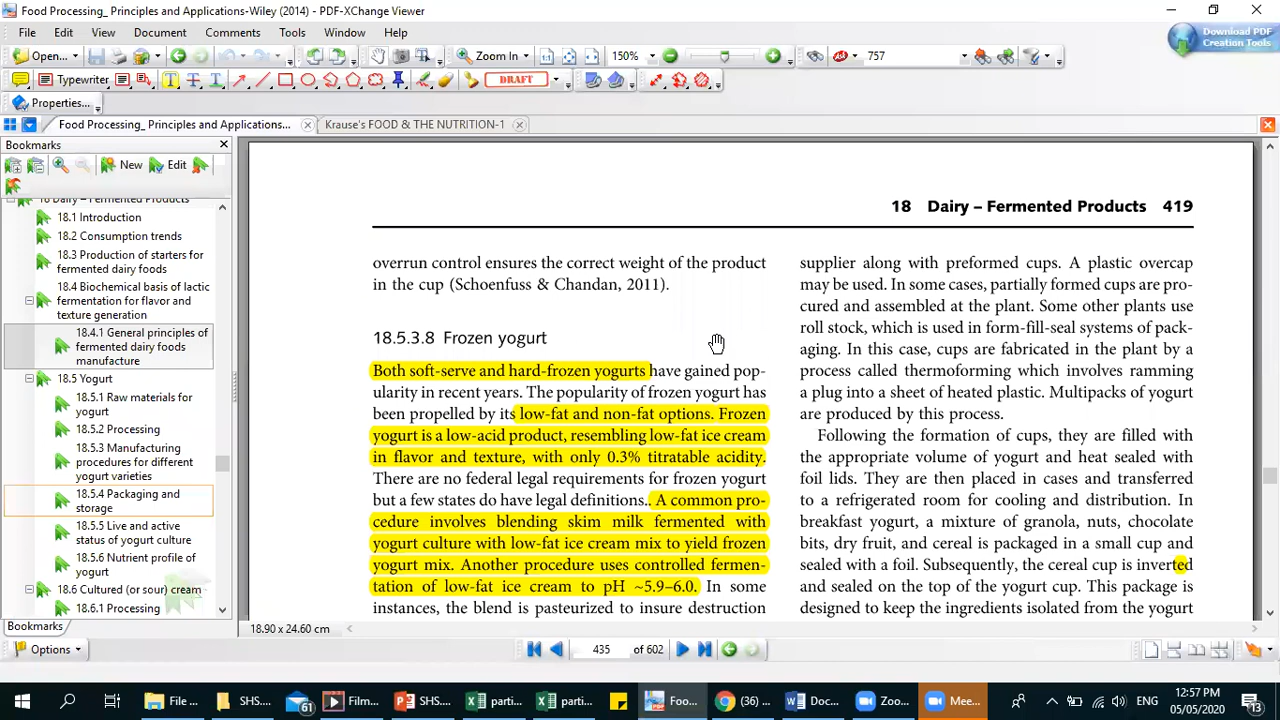 Food Processing_ Principles and Applications-Wiley (2014) - PDF-XChange Viewer
File Edit View Document Comments Tools Window Help
Open... Zoom In 150% 757
Typewriter DRAFT
Properties...
Food Processing_ Principles and Applications... Krause's FOOD & THE NUTRITION-1
Bookmarks
New Edit
18 Dairy – Fermented Products
18.1 Introduction
18.2 Consumption trends
18.3 Production of starters for
fermented dairy foods
18.4 Biochemical basis of lactic
fermentation for flavor and
texture generation
18.4.1 General principles of
fermented dairy foods
manufacture
18.5 Yogurt
18.5.1 Raw materials for
yogurt
18.5.2 Processing
18.5.3 Manufacturing
procedures for different
yogurt varieties
18.5.4 Packaging and
storage
18.5.5 Live and active
status of yogurt culture
18.5.6 Nutrient profile of
yogurt
18.6 Cultured (or sour) cream
18.6.1 Processing
Bookmarks
Options
Download PDF
Creation Tools
18 Dairy – Fermented Products 419
overrun control ensures the correct weight of the product
in the cup (Schoenfuss & Chandan, 2011).
18.5.3.8 Frozen yogurt
Both soft-serve and hard-frozen yogurts have gained pop-
ularity in recent years. The popularity of frozen yogurt has
been propelled by its low-fat and non-fat options. Frozen
yogurt is a low-acid product, resembling low-fat ice cream
in flavor and texture, with only 0.3% titratable acidity.
There are no federal legal requirements for frozen yogurt
but a few states do have legal definitions.. A common pro-
cedure involves blending skim milk fermented with
yogurt culture with low-fat ice cream mix to yield frozen
yogurt mix. Another procedure uses controlled fermen-
tation of low-fat ice cream to pH ~5.9–6.0. In some
instances, the blend is pasteurized to insure destruction
supplier along with preformed cups. A plastic overcap
may be used. In some cases, partially formed cups are pro-
cured and assembled at the plant. Some other plants use
roll stock, which is used in form-fill-seal systems of pack-
aging. In this case, cups are fabricated in the plant by a
process called thermoforming which involves ramming
a plug into a sheet of heated plastic. Multipacks of yogurt
are produced by this process.
Following the formation of cups, they are filled with
the appropriate volume of yogurt and heat sealed with
foil lids. They are then placed in cases and transferred
to a refrigerated room for cooling and distribution. In
breakfast yogurt, a mixture of granola, nuts, chocolate
bits, dry fruit, and cereal is packaged in a small cup and
sealed with a foil. Subsequently, the cereal cup is inverted
and sealed on the top of the yogurt cup. This package is
designed to keep the ingredients isolated from the yogurt
18.90 x 24.60 cm
435 of 602
File ... SHS... 61 Film... SHS... parti... parti... Foo... (36) ... Doc... Zoo... Mee...
ENG 12:57 PM
05/05/2020 13